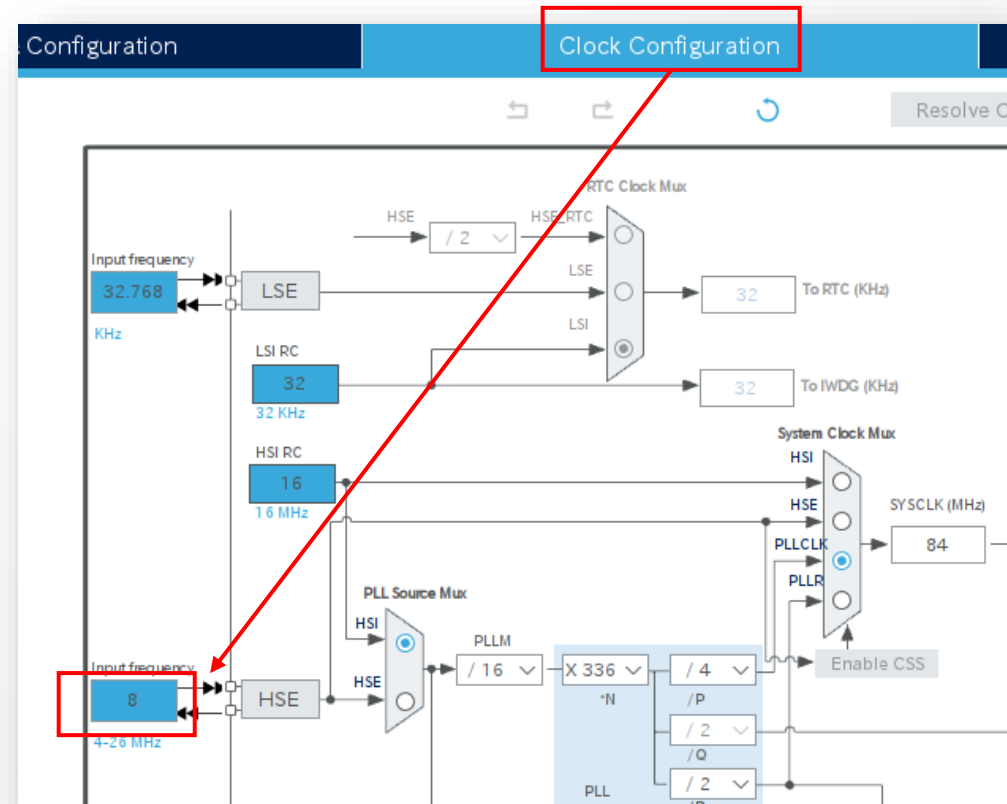 Configuration
Clock Configuration
Resolve C
RTC Clock Mux
HSE
/ 2
HSE_RTC
Input frequency
32.768
KHz
LSE
LSE
32
To RTC (KHz)
LSI
LSI RC
32
32 KHz
32
To IWDG (KHz)
System Clock Mux
HSI RC
16
16 MHz
HSI
HSE
PLLCLK
PLLR
SYSCLK (MHz)
84
Enable CSS
PLL Source Mux
HSI
HSE
PLLM
/ 16
X 336
*N
/ 4
/P
/ 2
/Q
/ 2
PLL
Input frequency
8
4-26 MHz
HSE